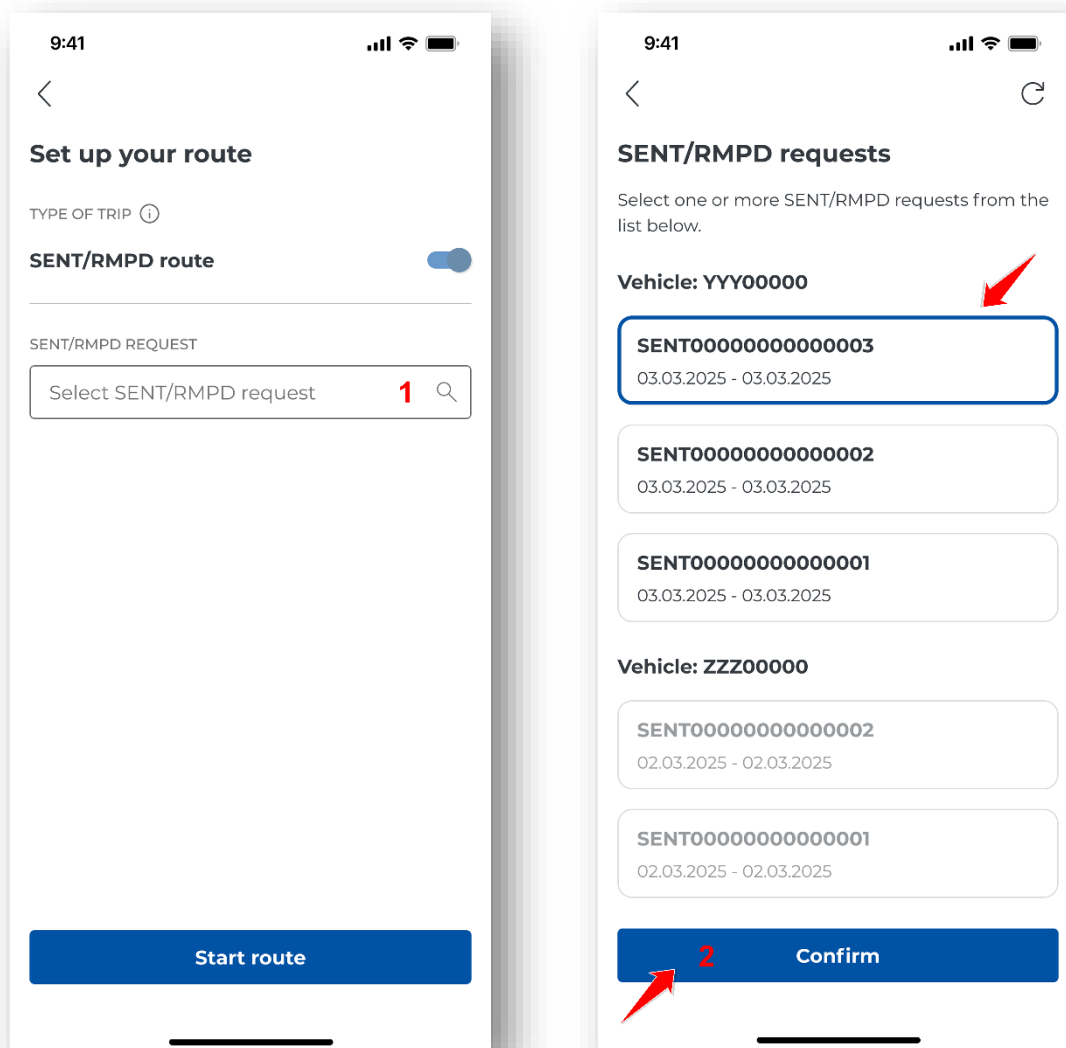 9:41
Set up your route
TYPE OF TRIP
SENT/RMPD route
SENT/RMPD REQUEST
Select SENT/RMPD request 1
Start route
9:41
SENT/RMPD requests
Select one or more SENT/RMPD requests from the
list below.
Vehicle: YYY00000
SENT00000000000003
03.03.2025 - 03.03.2025
SENT00000000000002
03.03.2025 - 03.03.2025
SENT00000000000001
03.03.2025 - 03.03.2025
Vehicle: ZZZ00000
SENT00000000000002
02.03.2025 - 02.03.2025
SENT00000000000001
02.03.2025 - 02.03.2025
2 Confirm